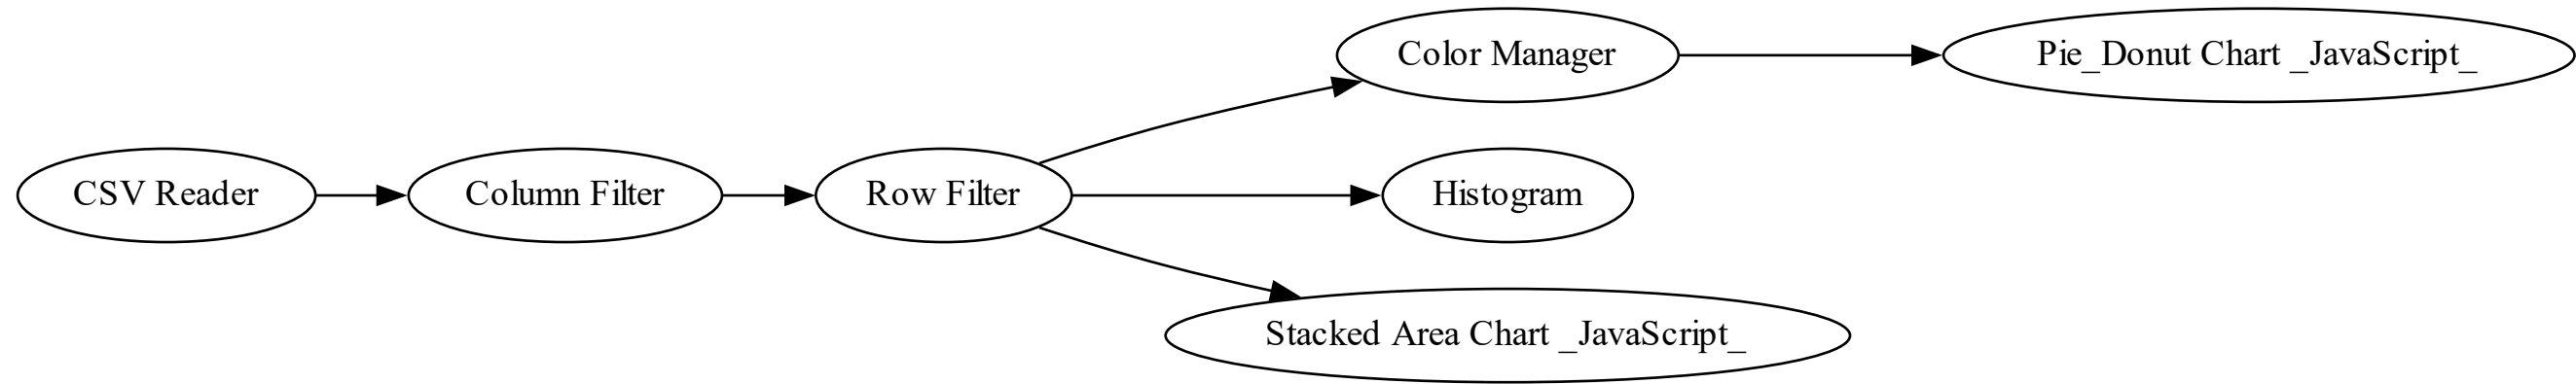 Color Manager
Pie_Donut Chart _JavaScript_
CSV Reader
Column Filter
Row Filter
Histogram
Stacked Area Chart _JavaScript_